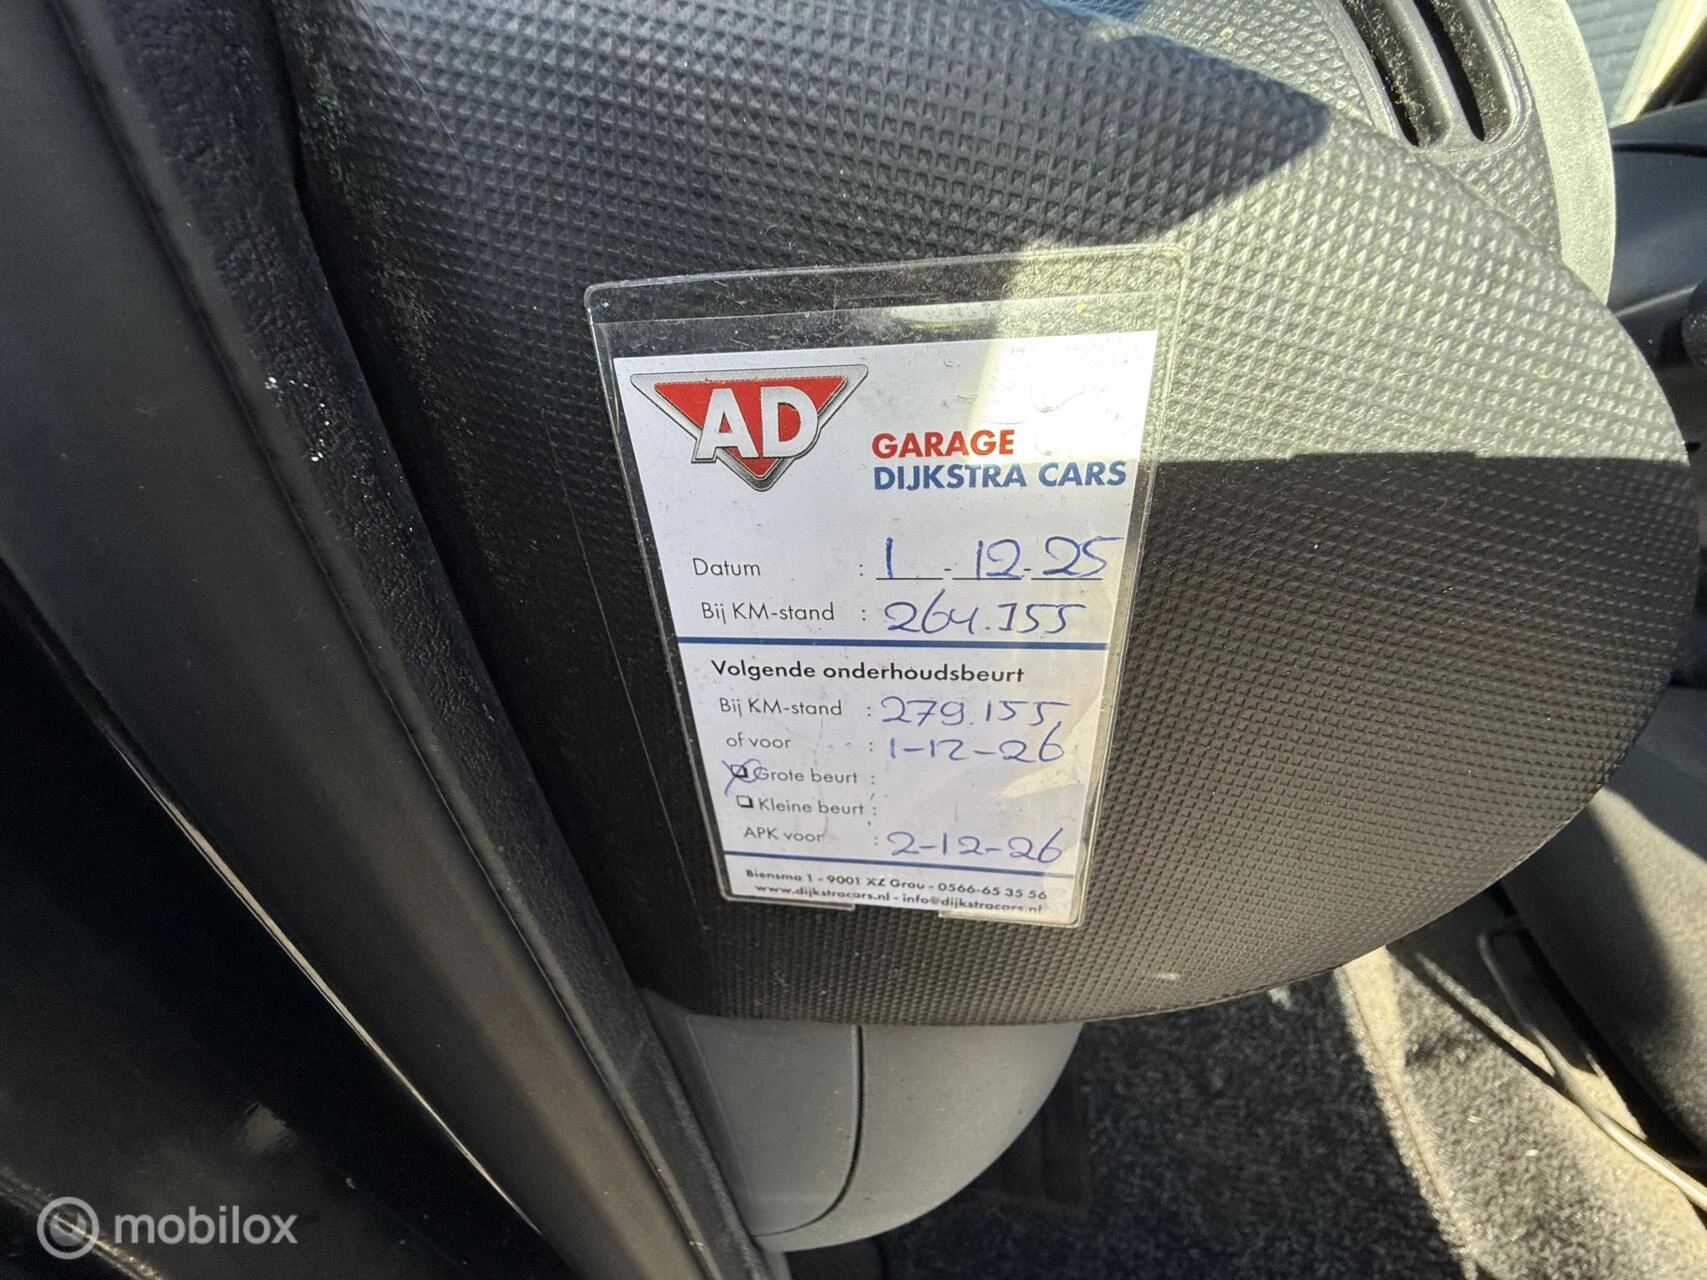 AD
GARAGE
DIJKSTRA CARS
Datum : 1 - 12 - 25
Bij KM-stand : 264.155
Volgende onderhoudsbeurt
Bij KM-stand : 279.155
of voor : 1-12-26
Grote beurt :
Kleine beurt :
APK voor : 2-12-26
Biensma 1 - 9001 XZ Grou - 0566-65 35 56
www.dijkstracars.nl - info@dijkstracars.nl
mobilox